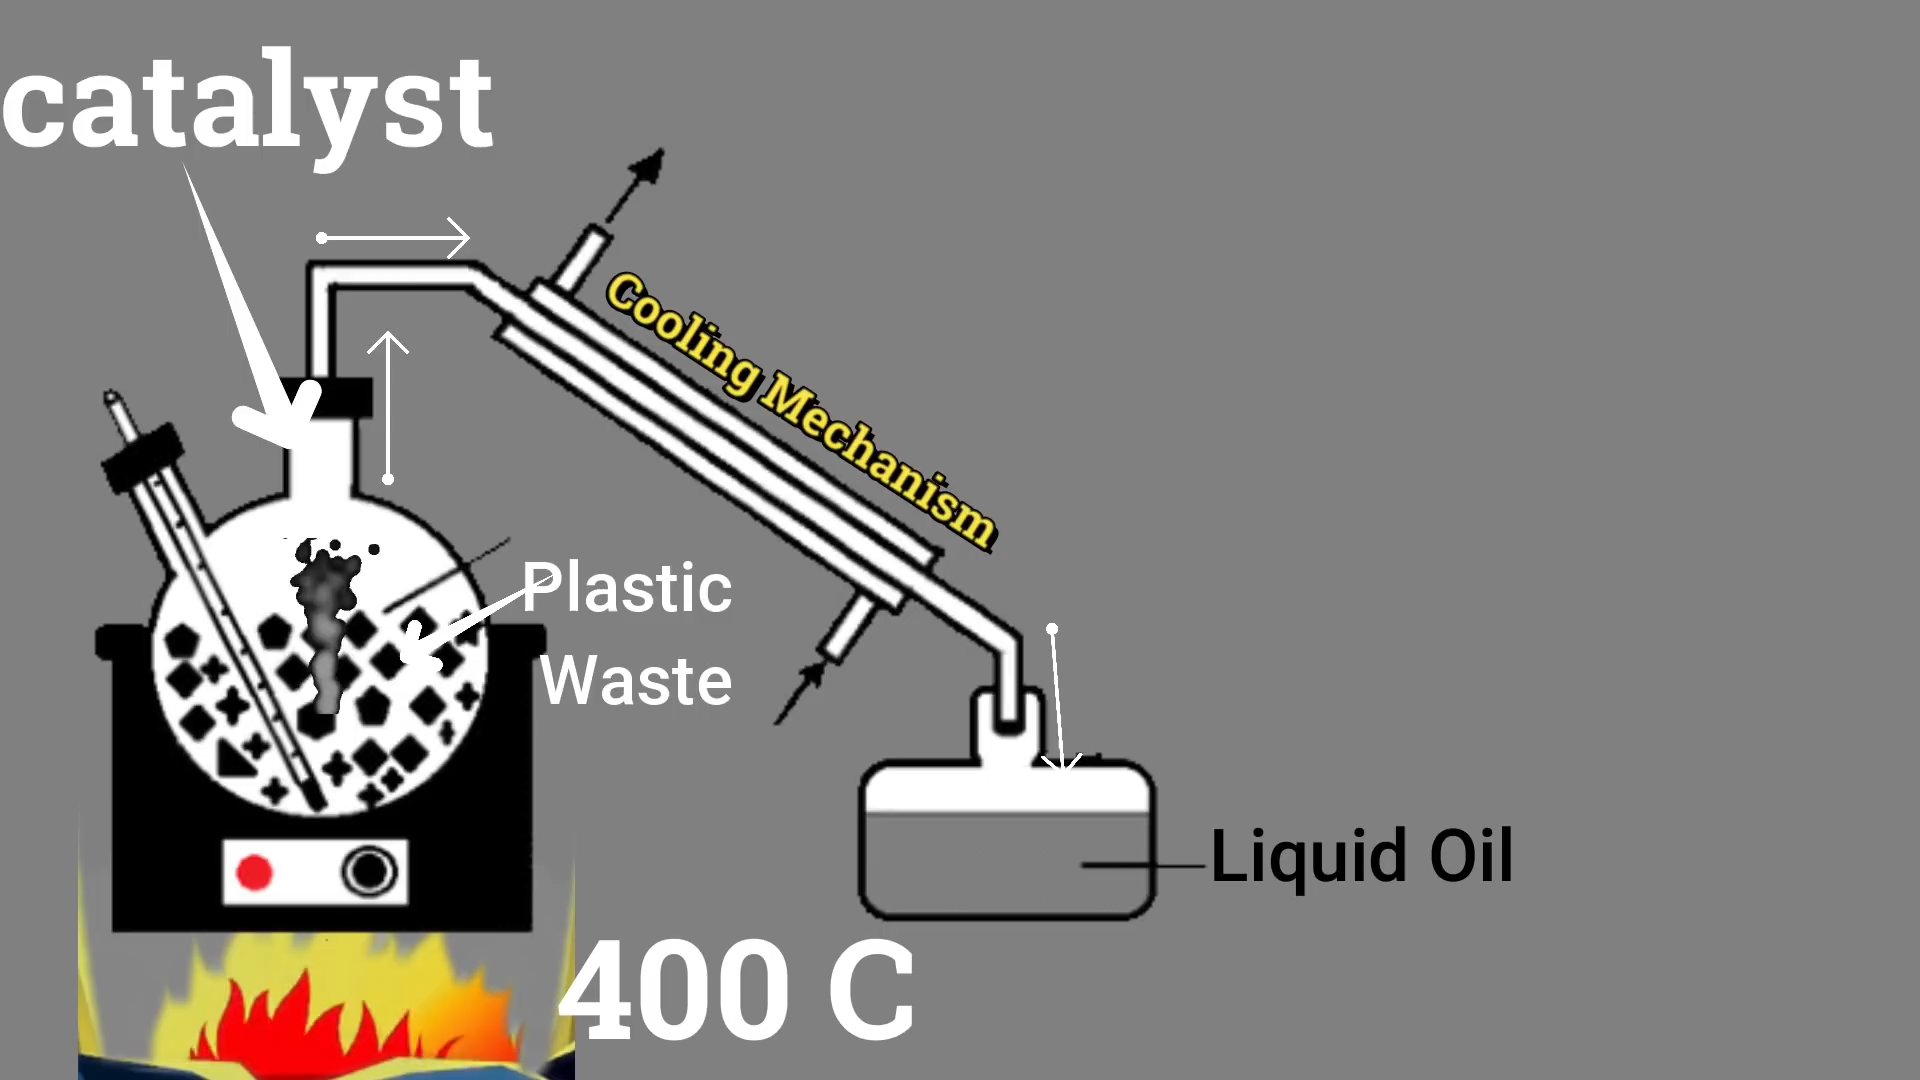 catalyst
Cooling Mechanism
Plastic
Waste
Liquid Oil
400 C